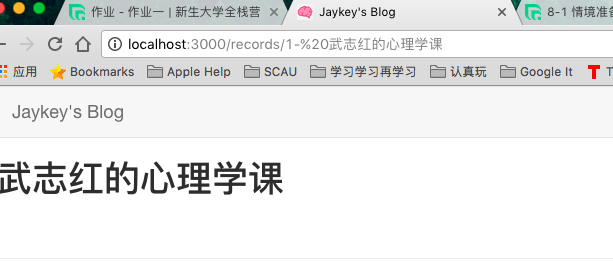 作业 - 作业一 | 新生大学全栈营
Jaykey's Blog
8-1 情境准备
localhost:3000/records/1-%20武志红的心理学课
应用 Bookmarks Apple Help SCAU 学习学习再学习 认真玩 Google It T
Jaykey's Blog
武志红的心理学课